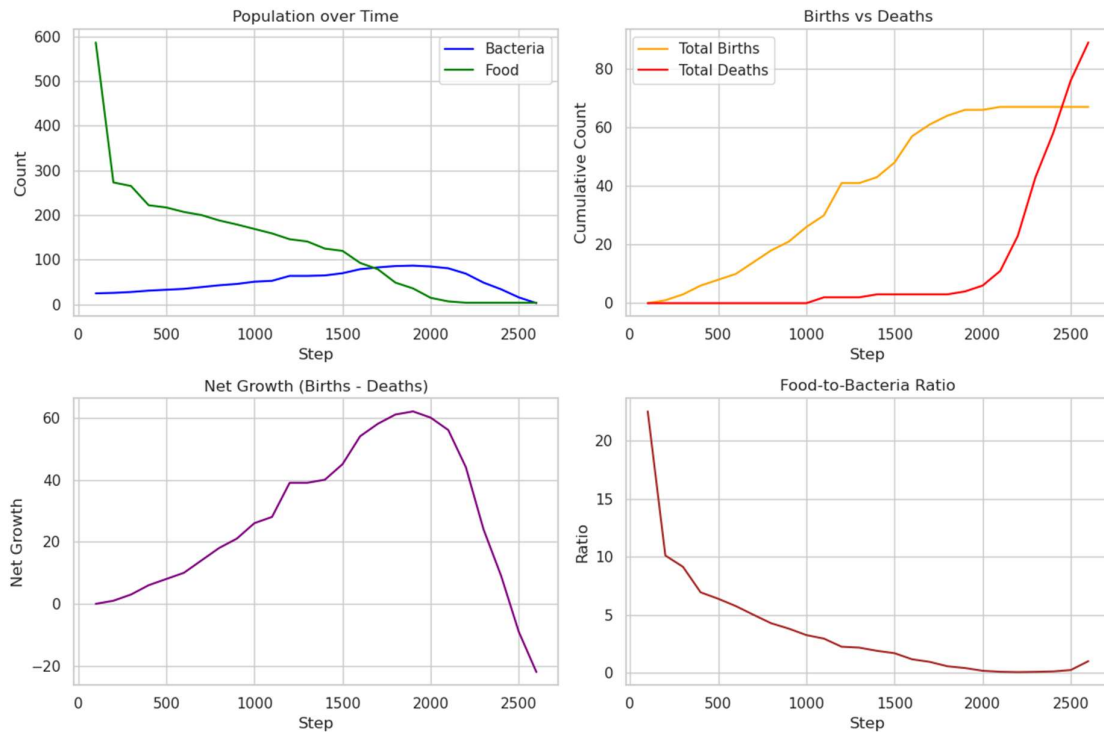 Population over Time
Bacteria
Food
600
500
400
300
200
100
0
Count
0
500
1000
1500
2000
2500
Step
Births vs Deaths
Total Births
Total Deaths
80
60
40
20
0
Cumulative Count
0
500
1000
1500
2000
2500
Step
Net Growth (Births - Deaths)
60
40
20
0
−20
Net Growth
0
500
1000
1500
2000
2500
Step
Food-to-Bacteria Ratio
20
15
10
5
0
Ratio
0
500
1000
1500
2000
2500
Step